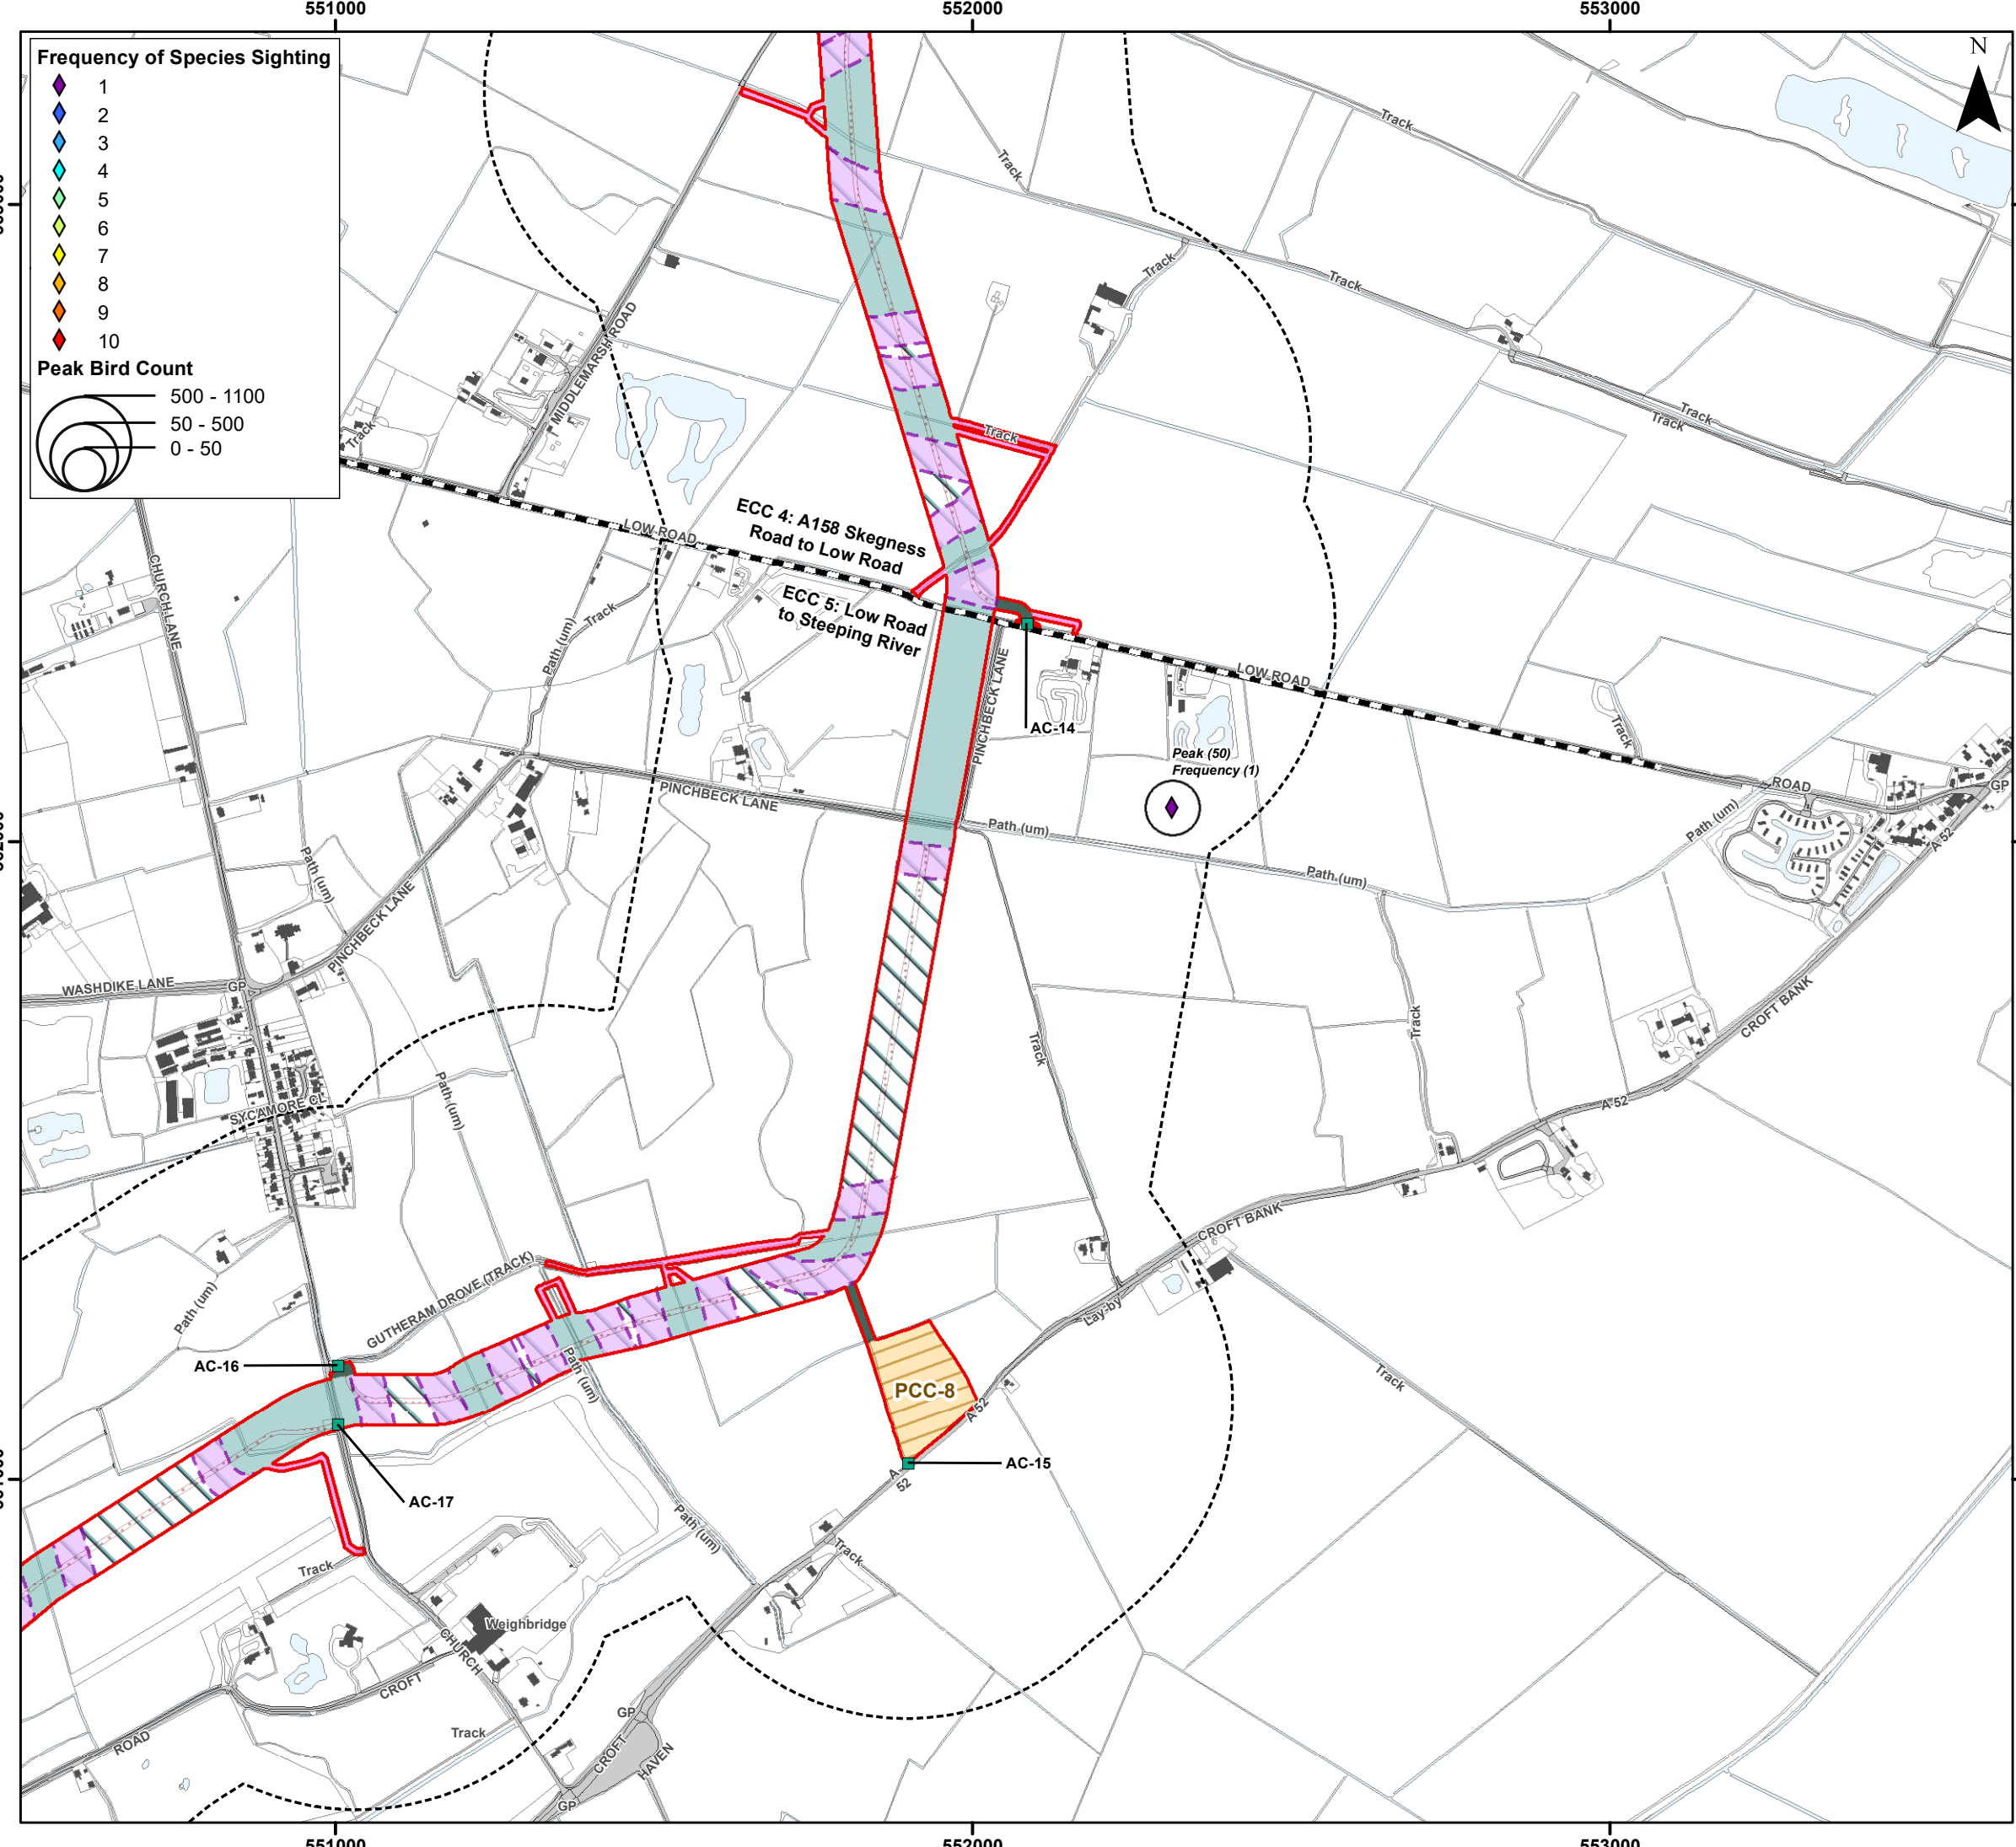 551000
552000
553000
Frequency of Species Sighting
1
2
3
4
5
6
7
8
9
10
Peak Bird Count
500 - 1100
50 - 500
0 - 50
N
Track
Track
Track
Track
MIDDLEMARSH ROAD
Track
Track
Track
Track
LOW ROAD
ECC 4: A158 Skegness
Road to Low Road
ECC 5: Low Road
to Steeping River
CHURCH LANE
Track
Path (um)
PINCHBECK LANE
LOW ROAD
AC-14
Track
Peak (50)
Frequency (1)
ROAD
GP
PINCHBECK LANE
Path (um)
Path (um)
A 52
Path (um)
Path (um)
PINCHBECK LANE
WASHDIKE LANE
GP
CROFT BANK
Track
Track
Path (um)
SYCAMORE CL
A 52
CROFT BANK
GUTHERAM DROVE (TRACK)
Path (um)
Lay-by
AC-16
Path (um)
Track
PCC-8
A 52
AC-15
A
52
AC-17
Path (um)
Track
Track
Weighbridge
CHURCH
CROFT
GP
Track
ROAD
CROFT
HAVEN
GP
551000
552000
553000